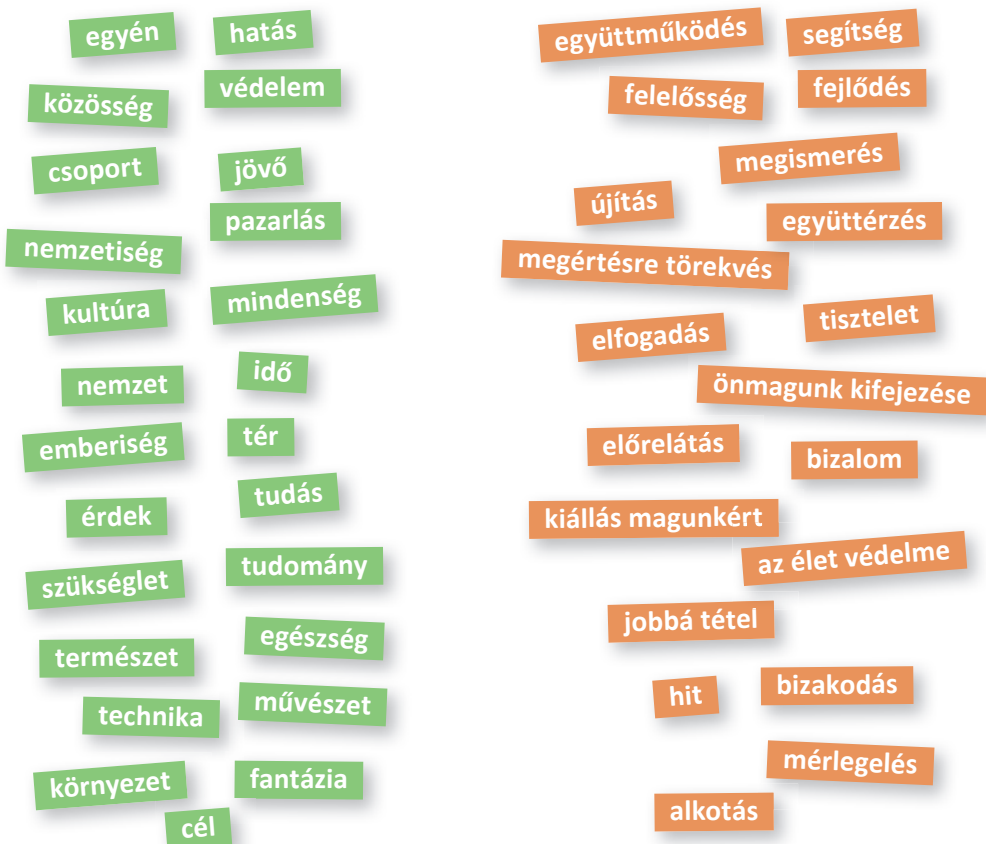 egyén
hatás
közösség
védelem
csoport
jövő
pazarlás
nemzetiség
kultúra
mindenség
nemzet
idő
emberiség
tér
érdek
tudás
szükséglet
tudomány
természet
egészség
technika
művészet
környezet
fantázia
cél
együttműködés
segítség
felelősség
fejlődés
megismerés
újítás
együttérzés
megértésre törekvés
elfogadás
tisztelet
önmagunk kifejezése
előrelátás
bizalom
kiállás magunkért
az élet védelme
jobbá tétel
hit
bizakodás
mérlegelés
alkotás